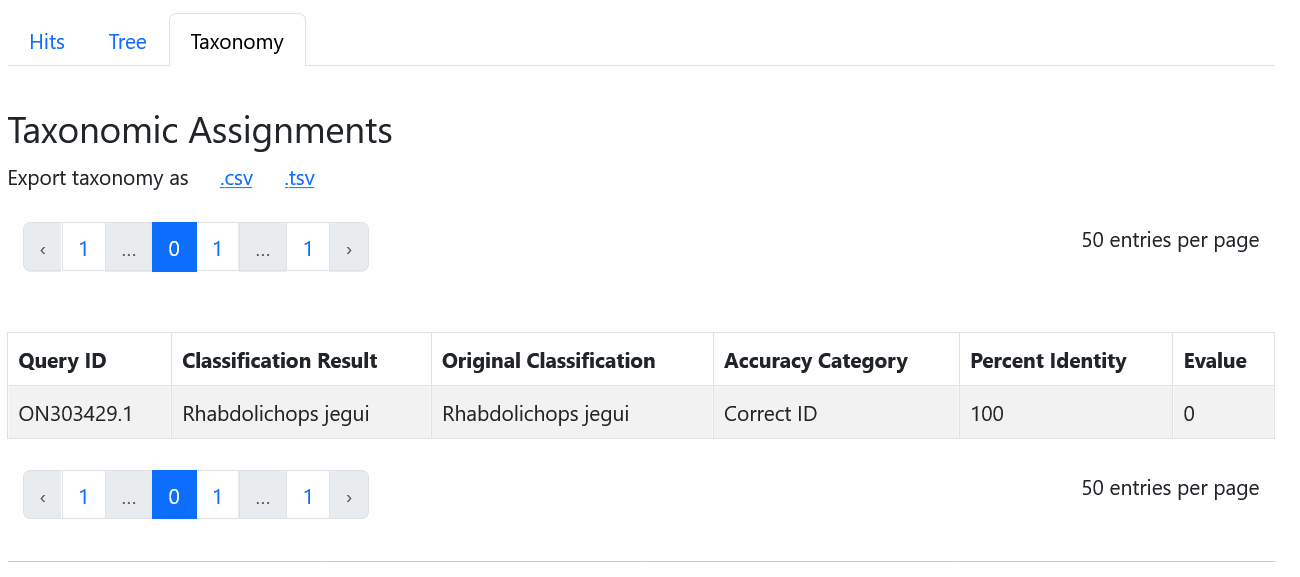 Hits Tree Taxonomy
Taxonomic Assignments
Export taxonomy as .csv .tsv
‹ 1 ... 0 1 ... 1 › 50 entries per page
Query ID Classification Result Original Classification Accuracy Category Percent Identity Evalue
ON303429.1 Rhabdolichops jegui Rhabdolichops jegui Correct ID 100 0
‹ 1 ... 0 1 ... 1 › 50 entries per page